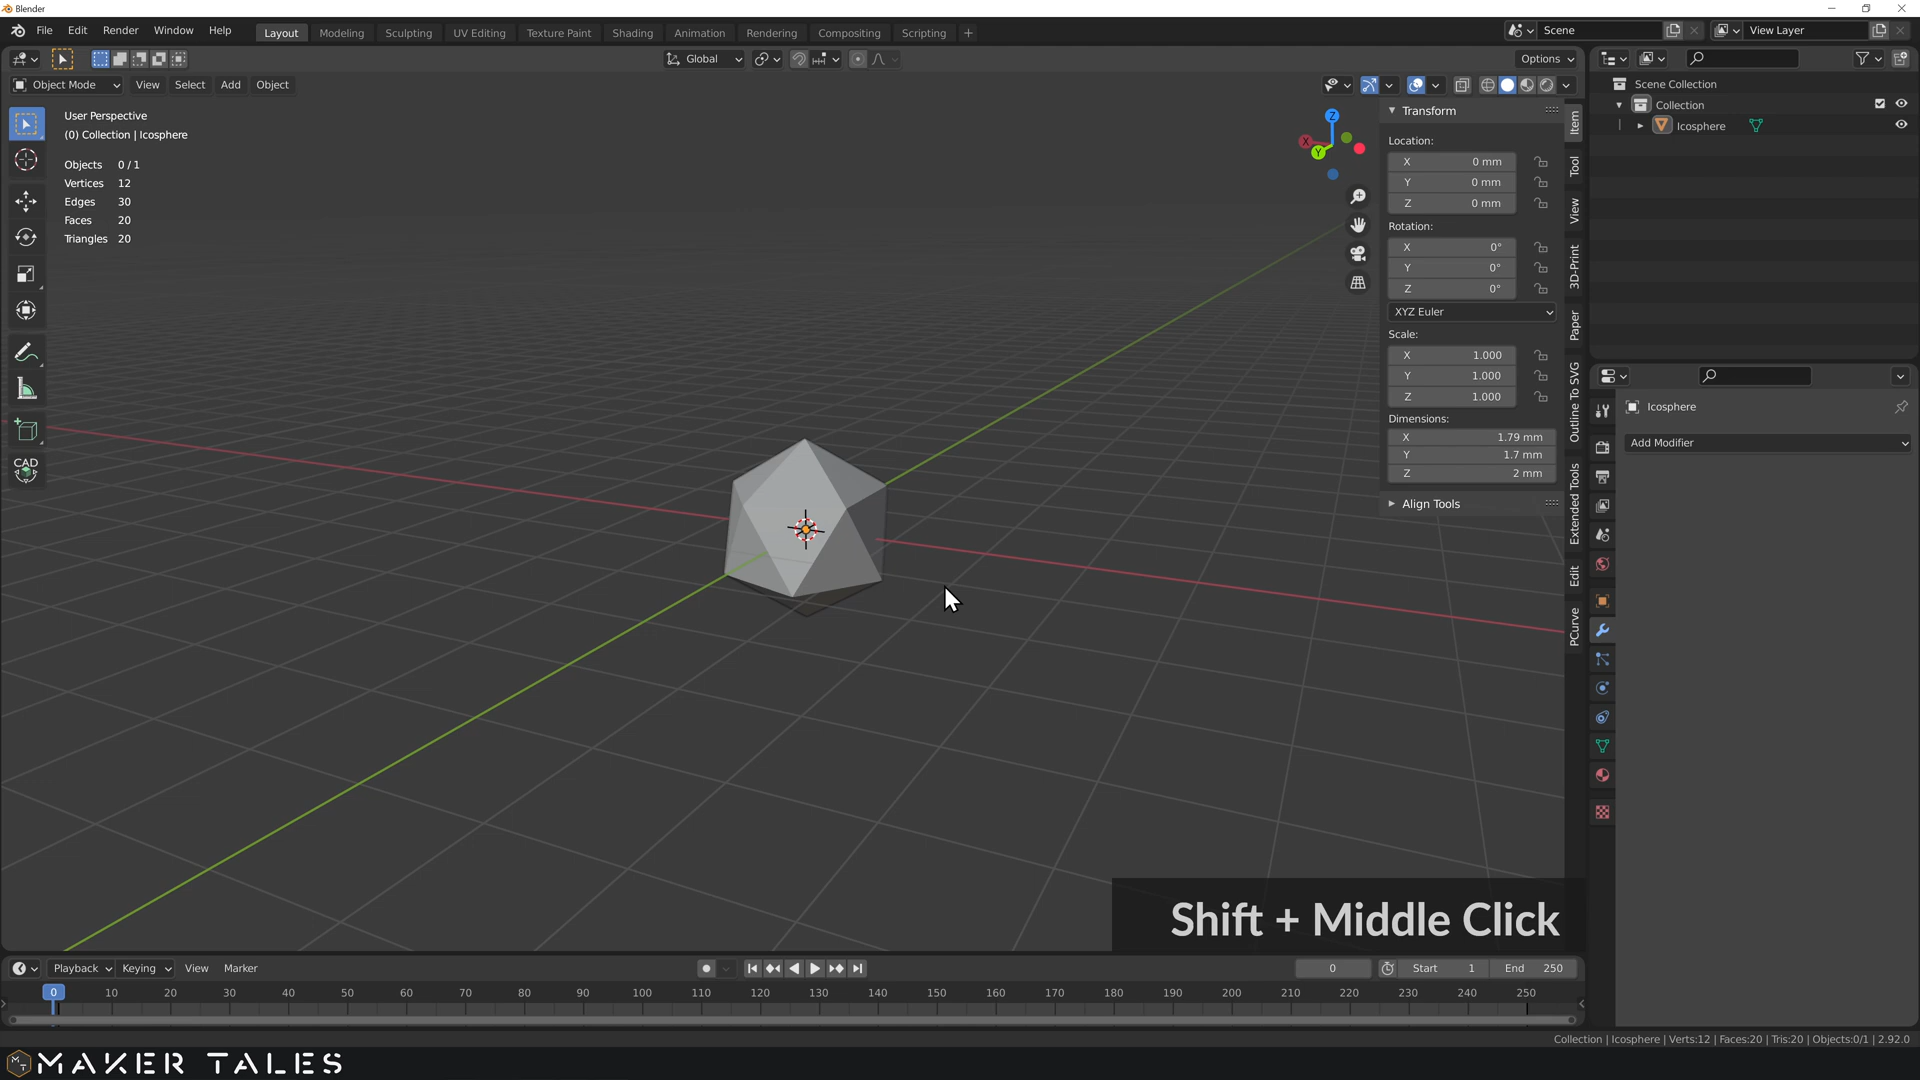 Blender
File Edit Render Window Help
Layout Modeling Sculpting UV Editing Texture Paint Shading Animation Rendering Compositing Scripting +
Scene
View Layer
Global
Options
Object Mode View Select Add Object
User Perspective
(0) Collection | Icosphere
Objects 0/1
Vertices 12
Edges 30
Faces 20
Triangles 20
CAD
Z
X
Y
Transform
Location:
X 0 mm
Y 0 mm
Z 0 mm
Rotation:
X 0°
Y 0°
Z 0°
XYZ Euler
Scale:
X 1.000
Y 1.000
Z 1.000
Dimensions:
X 1.79 mm
Y 1.7 mm
Z 2 mm
Align Tools
Item
Tool
View
3D-Print
Paper
Outline To SVG
Extended Tools
Edit
PCurve
Scene Collection
Collection
Icosphere
Icosphere
Add Modifier
Shift + Middle Click
Playback Keying View Marker
0 Start 1 End 250
0 10 20 30 40 50 60 70 80 90 100 110 120 130 140 150 160 170 180 190 200 210 220 230 240 250
Collection | Icosphere | Verts:12 | Faces:20 | Tris:20 | Objects:0/1 | 2.92.0
MAKER TALES